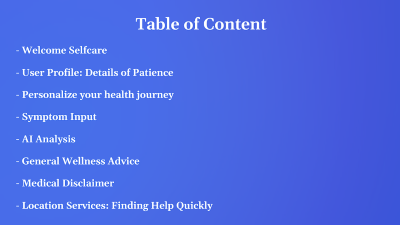 Table of Content
- Welcome Selfcare
- User Profile: Details of Patience
- Personalize your health journey
- Symptom Input
- AI Analysis
- General Wellness Advice
- Medical Disclaimer
- Location Services: Finding Help Quickly